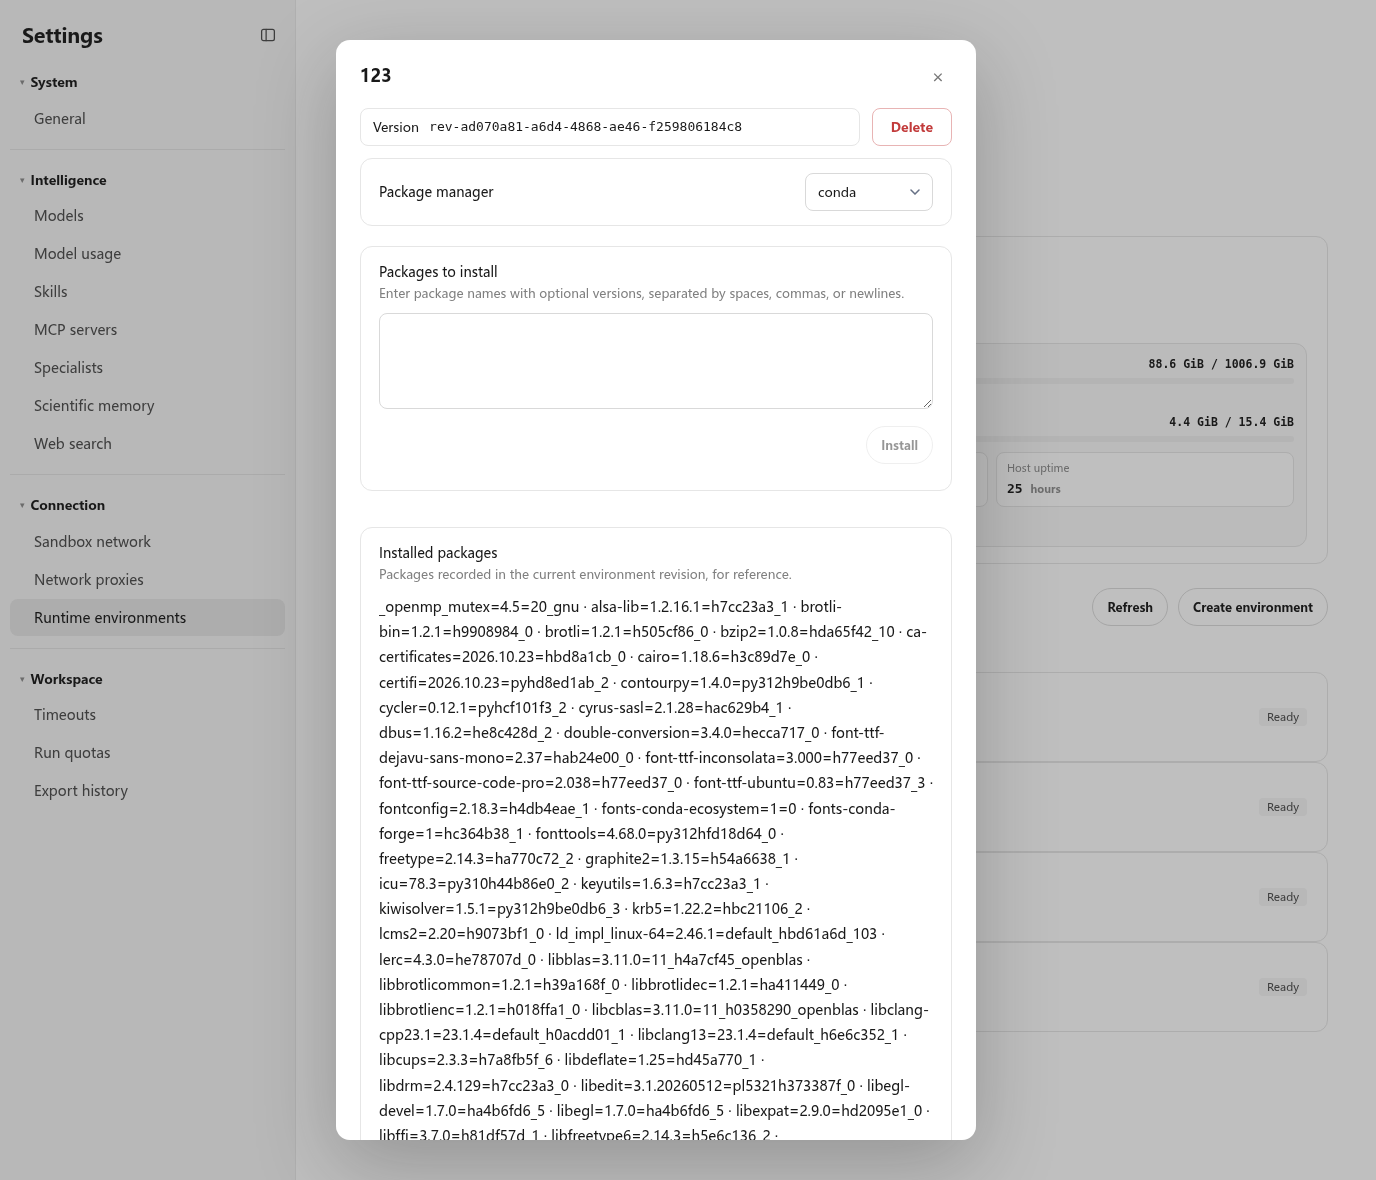 Settings
System
General
Intelligence
Models
Model usage
Skills
MCP servers
Specialists
Scientific memory
Web search
Connection
Sandbox network
Network proxies
Runtime environments
Workspace
Timeouts
Run quotas
Export history
123
×
Version rev-ad070a81-a6d4-4868-ae46-f259806184c8
Delete
Package manager
conda
Packages to install
Enter package names with optional versions, separated by spaces, commas, or newlines.
Install
Installed packages
Packages recorded in the current environment revision, for reference.
_openmp_mutex=4.5=20_gnu · alsa-lib=1.2.16.1=h7cc23a3_1 · brotli-
bin=1.2.1=h9908984_0 · brotli=1.2.1=h505cf86_0 · bzip2=1.0.8=hda65f42_10 · ca-
certificates=2026.10.23=hbd8a1cb_0 · cairo=1.18.6=h3c89d7e_0 ·
certifi=2026.10.23=pyhd8ed1ab_2 · contourpy=1.4.0=py312h9be0db6_1 ·
cycler=0.12.1=pyhcf101f3_2 · cyrus-sasl=2.1.28=hac629b4_1 ·
dbus=1.16.2=he8c428d_2 · double-conversion=3.4.0=hecca717_0 · font-ttf-
dejavu-sans-mono=2.37=hab24e00_0 · font-ttf-inconsolata=3.000=h77eed37_0 ·
font-ttf-source-code-pro=2.038=h77eed37_0 · font-ttf-ubuntu=0.83=h77eed37_3 ·
fontconfig=2.18.3=h4db4eae_1 · fonts-conda-ecosystem=1=0 · fonts-conda-
forge=1=hc364b38_1 · fonttools=4.68.0=py312hfd18d64_0 ·
freetype=2.14.3=ha770c72_2 · graphite2=1.3.15=h54a6638_1 ·
icu=78.3=py310h44b86e0_2 · keyutils=1.6.3=h7cc23a3_1 ·
kiwisolver=1.5.1=py312h9be0db6_3 · krb5=1.22.2=hbc21106_2 ·
lcms2=2.20=h9073bf1_0 · ld_impl_linux-64=2.46.1=default_hbd61a6d_103 ·
lerc=4.3.0=he78707d_0 · libblas=3.11.0=11_h4a7cf45_openblas ·
libbrotlicommon=1.2.1=h39a168f_0 · libbrotlidec=1.2.1=ha411449_0 ·
libbrotlienc=1.2.1=h018ffa1_0 · libcblas=3.11.0=11_h0358290_openblas · libclang-
cpp23.1=23.1.4=default_h0acdd01_1 · libclang13=23.1.4=default_h6e6c352_1 ·
libcups=2.3.3=h7a8fb5f_6 · libdeflate=1.25=hd45a770_1 ·
libdrm=2.4.129=h7cc23a3_0 · libedit=3.1.20260512=pl5321h373387f_0 · libegl-
devel=1.7.0=ha4b6fd6_5 · libegl=1.7.0=ha4b6fd6_5 · libexpat=2.9.0=hd2095e1_0 ·
libffi=3.7.0=h81df57d_1 · libfreetype6=2.14.3=h5e6c136_2 ·
88.6 GiB / 1006.9 GiB
4.4 GiB / 15.4 GiB
Host uptime
25 hours
Refresh
Create environment
Ready
Ready
Ready
Ready